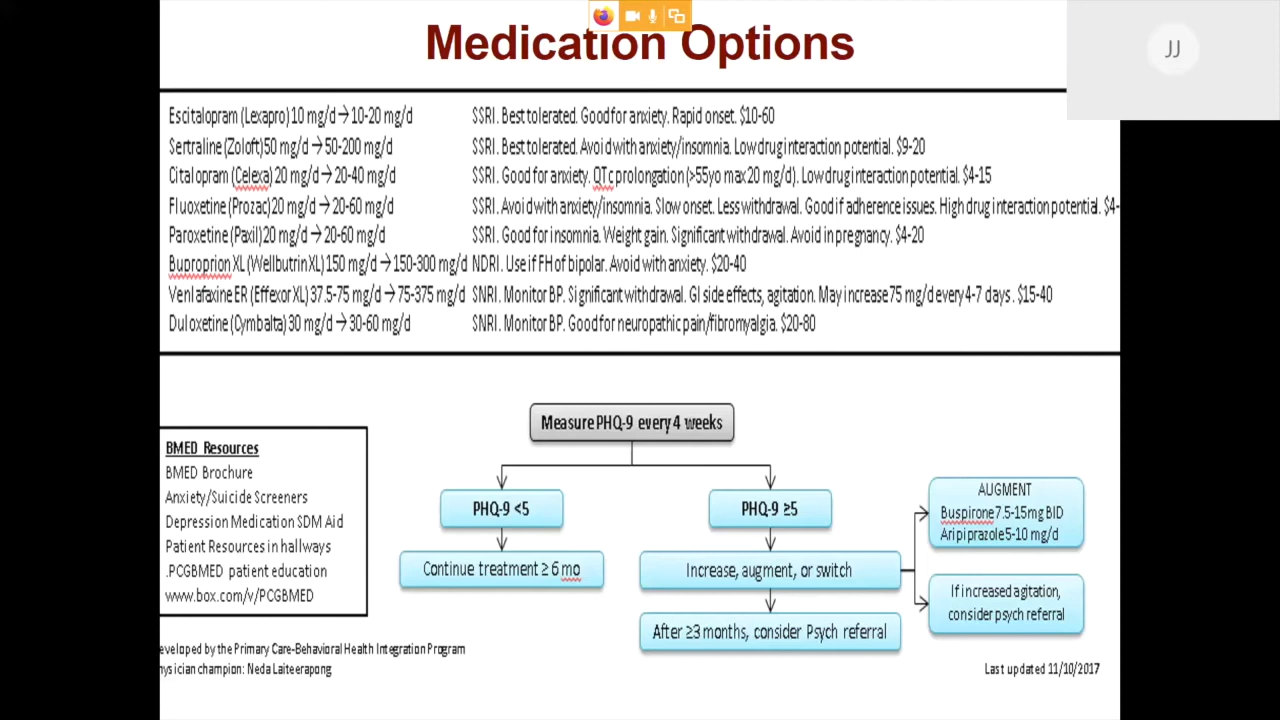 Medication Options
JJ
Escitalopram (Lexapro) 10 mg/d → 10-20 mg/d SSRI. Best tolerated. Good for anxiety. Rapid onset. $10-60
Sertraline (Zoloft) 50 mg/d → 50-200 mg/d SSRI. Best tolerated. Avoid with anxiety/insomnia. Low drug interaction potential. $9-20
Citalopram (Celexa) 20 mg/d → 20-40 mg/d SSRI. Good for anxiety. QTc prolongation (>55yo max 20 mg/d). Low drug interaction potential. $4-15
Fluoxetine (Prozac) 20 mg/d → 20-60 mg/d SSRI. Avoid with anxiety/insomnia. Slow onset. Less withdrawal. Good if adherence issues. High drug interaction potential. $4-
Paroxetine (Paxil) 20 mg/d → 20-60 mg/d SSRI. Good for insomnia. Weight gain. Significant withdrawal. Avoid in pregnancy. $4-20
Buproprion XL (Wellbutrin XL) 150 mg/d → 150-300 mg/d NDRI. Use if FH of bipolar. Avoid with anxiety. $20-40
Venlafaxine ER (Effexor XL) 37.5-75 mg/d → 75-375 mg/d SNRI. Monitor BP. Significant withdrawal. GI side effects, agitation. May increase 75 mg/d every 4-7 days. $15-40
Duloxetine (Cymbalta) 30 mg/d → 30-60 mg/d SNRI. Monitor BP. Good for neuropathic pain/fibromyalgia. $20-80
Measure PHQ-9 every 4 weeks
PHQ-9 <5
PHQ-9 ≥5
Continue treatment ≥ 6 mo
Increase, augment, or switch
After ≥3 months, consider Psych referral
AUGMENT
Buspirone 7.5-15mg BID
Aripiprazole 5-10 mg/d
If increased agitation,
consider psych referral
BMED Resources
BMED Brochure
Anxiety/Suicide Screeners
Depression Medication SDM Aid
Patient Resources in hallways
.PCGBMED patient education
www.box.com/v/PCGBMED
eveloped by the Primary Care-Behavioral Health Integration Program
hysician champion: Neda Laiteerapong
Last updated 11/10/2017